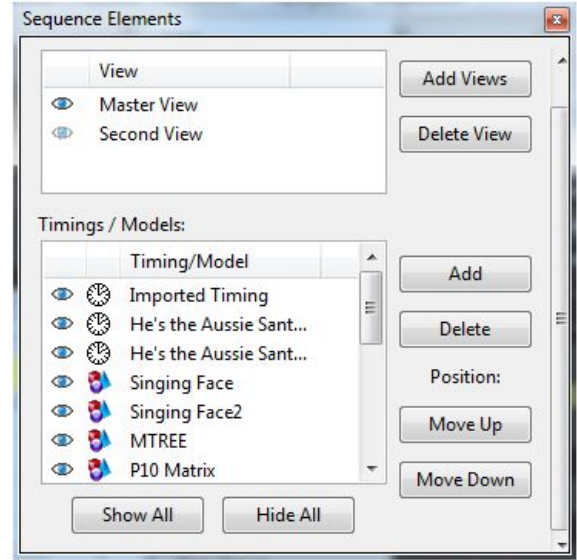 Sequence Elements
View
Master View
Second View
Add Views
Delete View
Timings / Models:
Timing/Model
Imported Timing
He's the Aussie Sant...
He's the Aussie Sant...
Singing Face
Singing Face2
MTREE
P10 Matrix
Add
Delete
Position:
Move Up
Move Down
Show All
Hide All